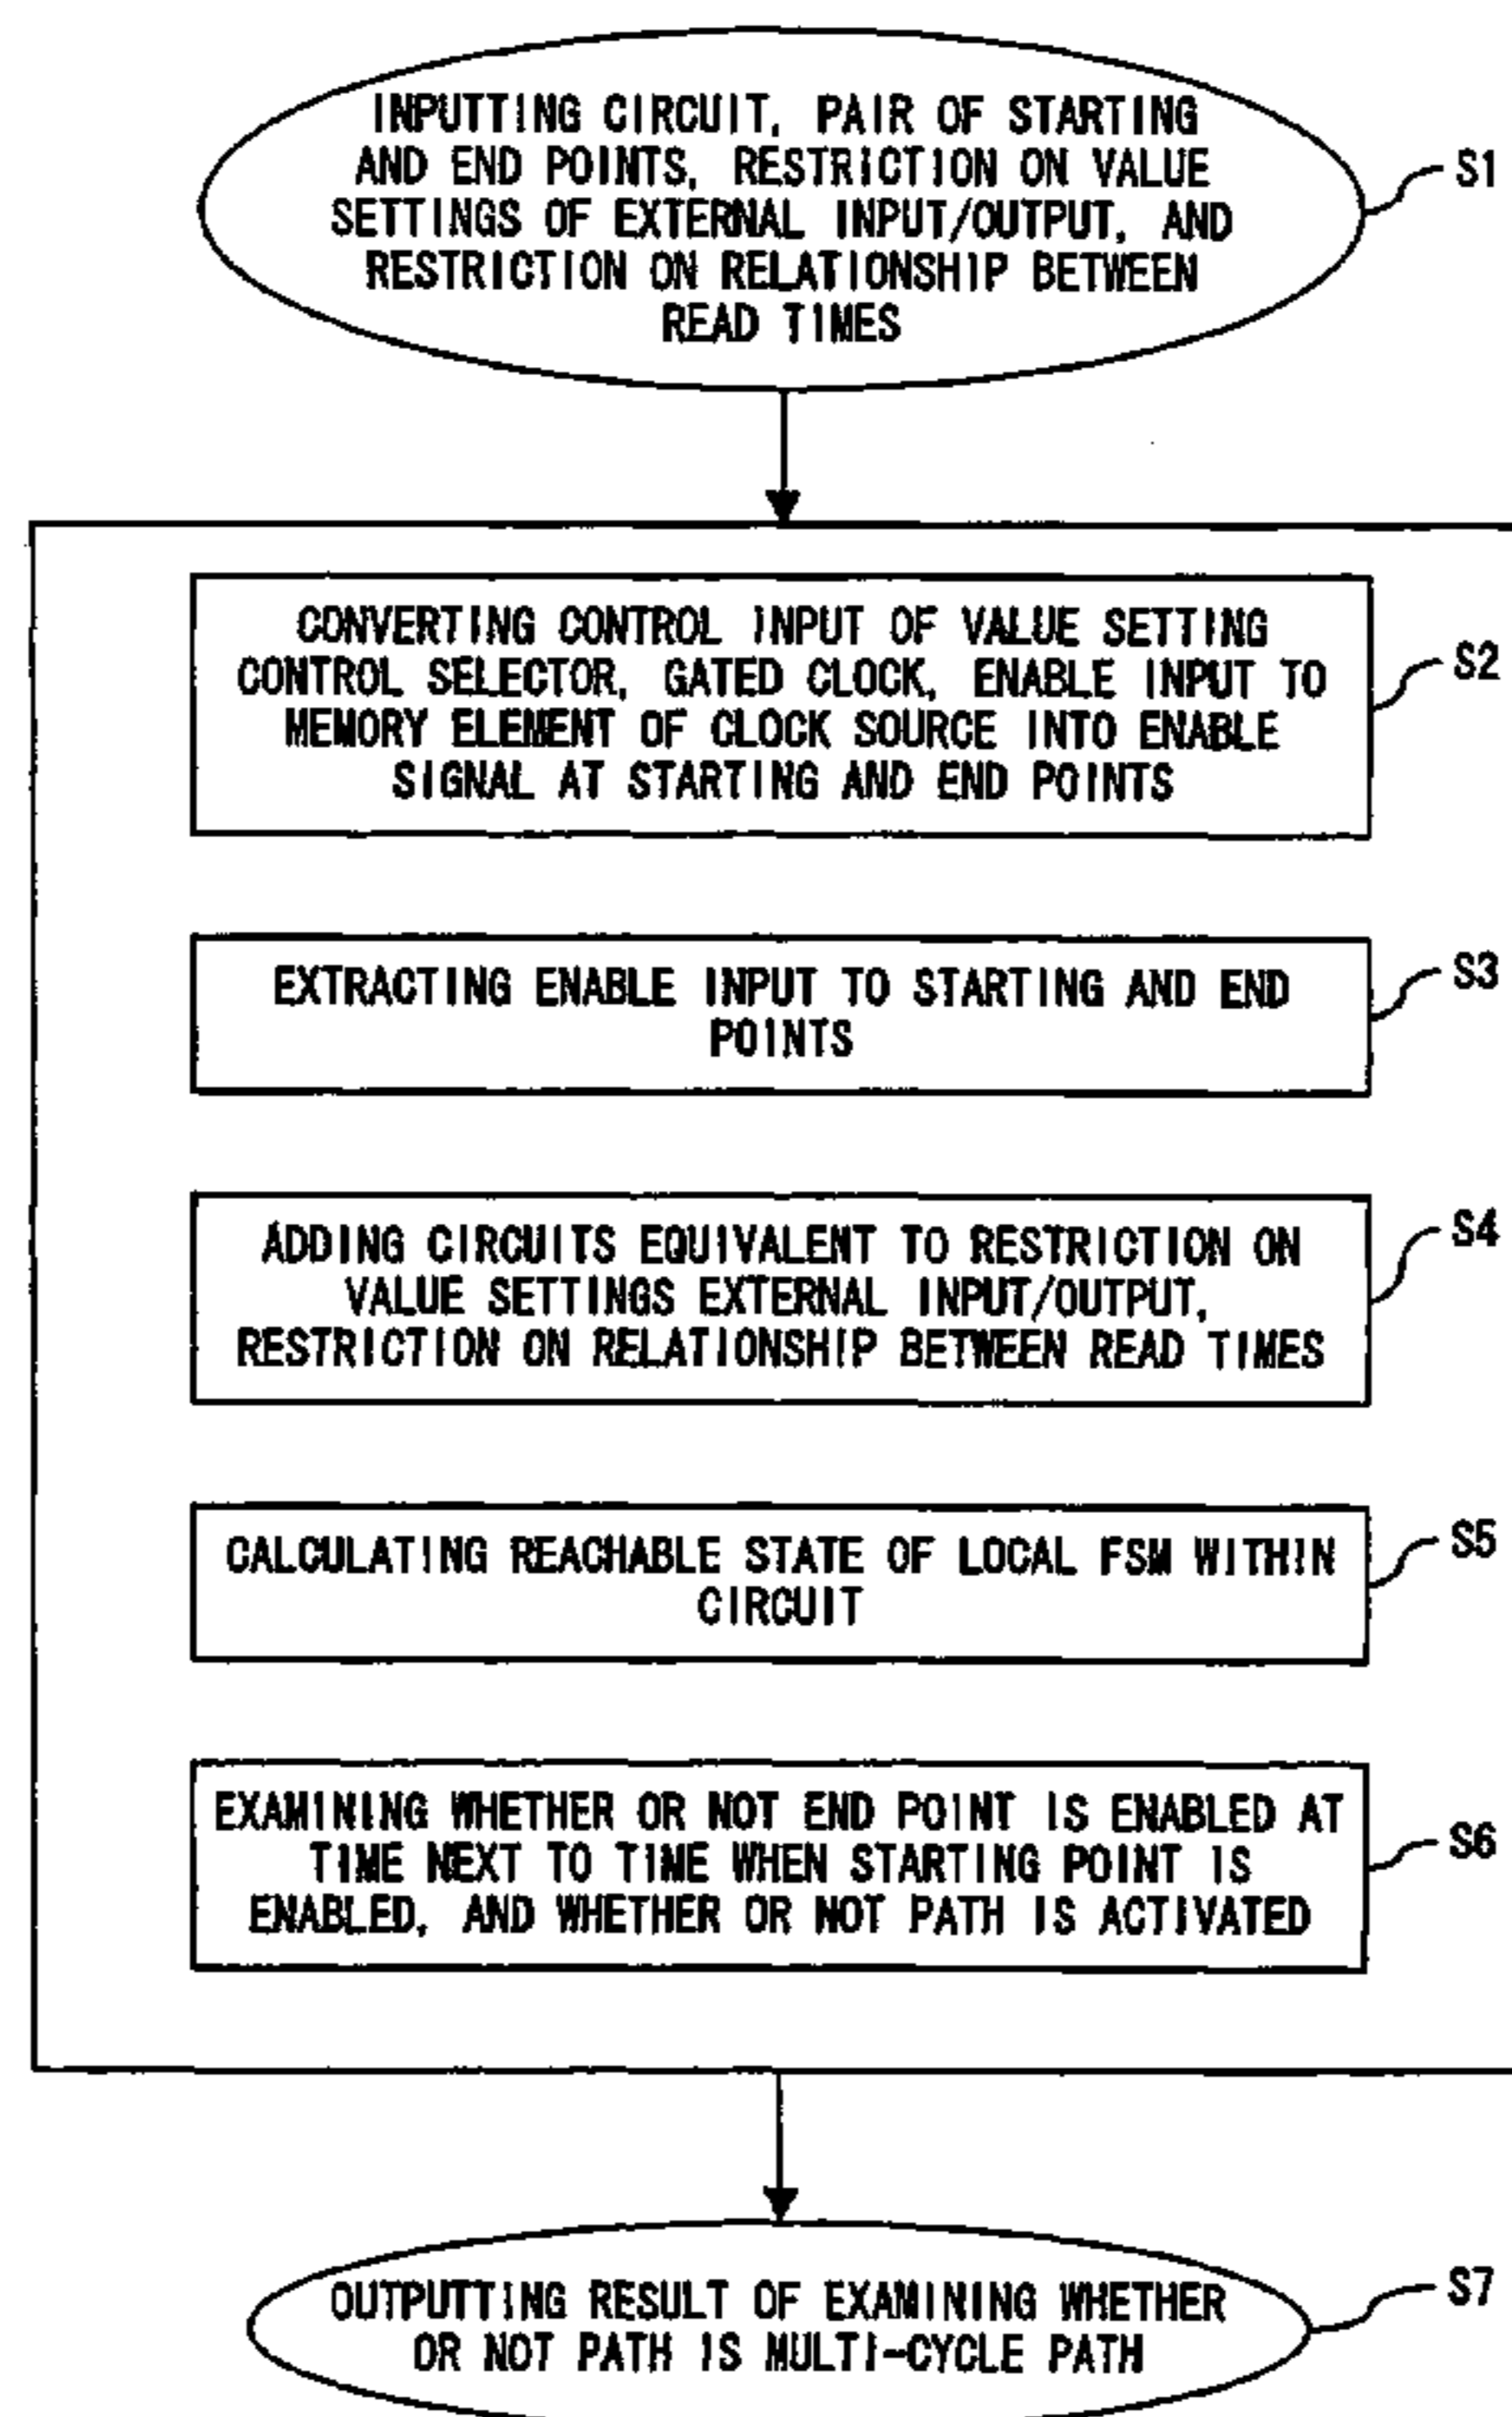 INPUTTING CIRCUIT, PAIR OF STARTING
AND END POINTS, RESTRICTION ON VALUE
SETTINGS OF EXTERNAL INPUT/OUTPUT, AND
RESTRICTION ON RELATIONSHIP BETWEEN
READ TIMES
S1
CONVERTING CONTROL INPUT OF VALUE SETTING
CONTROL SELECTOR, GATED CLOCK, ENABLE INPUT TO
MEMORY ELEMENT OF CLOCK SOURCE INTO ENABLE
SIGNAL AT STARTING AND END POINTS
S2
EXTRACTING ENABLE INPUT TO STARTING AND END
POINTS
S3
ADDING CIRCUITS EQUIVALENT TO RESTRICTION ON
VALUE SETTINGS EXTERNAL INPUT/OUTPUT,
RESTRICTION ON RELATIONSHIP BETWEEN READ TIMES
S4
CALCULATING REACHABLE STATE OF LOCAL FSM WITHIN
CIRCUIT
S5
EXAMINING WHETHER OR NOT END POINT IS ENABLED AT
TIME NEXT TO TIME WHEN STARTING POINT IS
ENABLED, AND WHETHER OR NOT PATH IS ACTIVATED
S6
OUTPUTTING RESULT OF EXAMINING WHETHER
OR NOT PATH IS MULTI-CYCLE PATH
S7